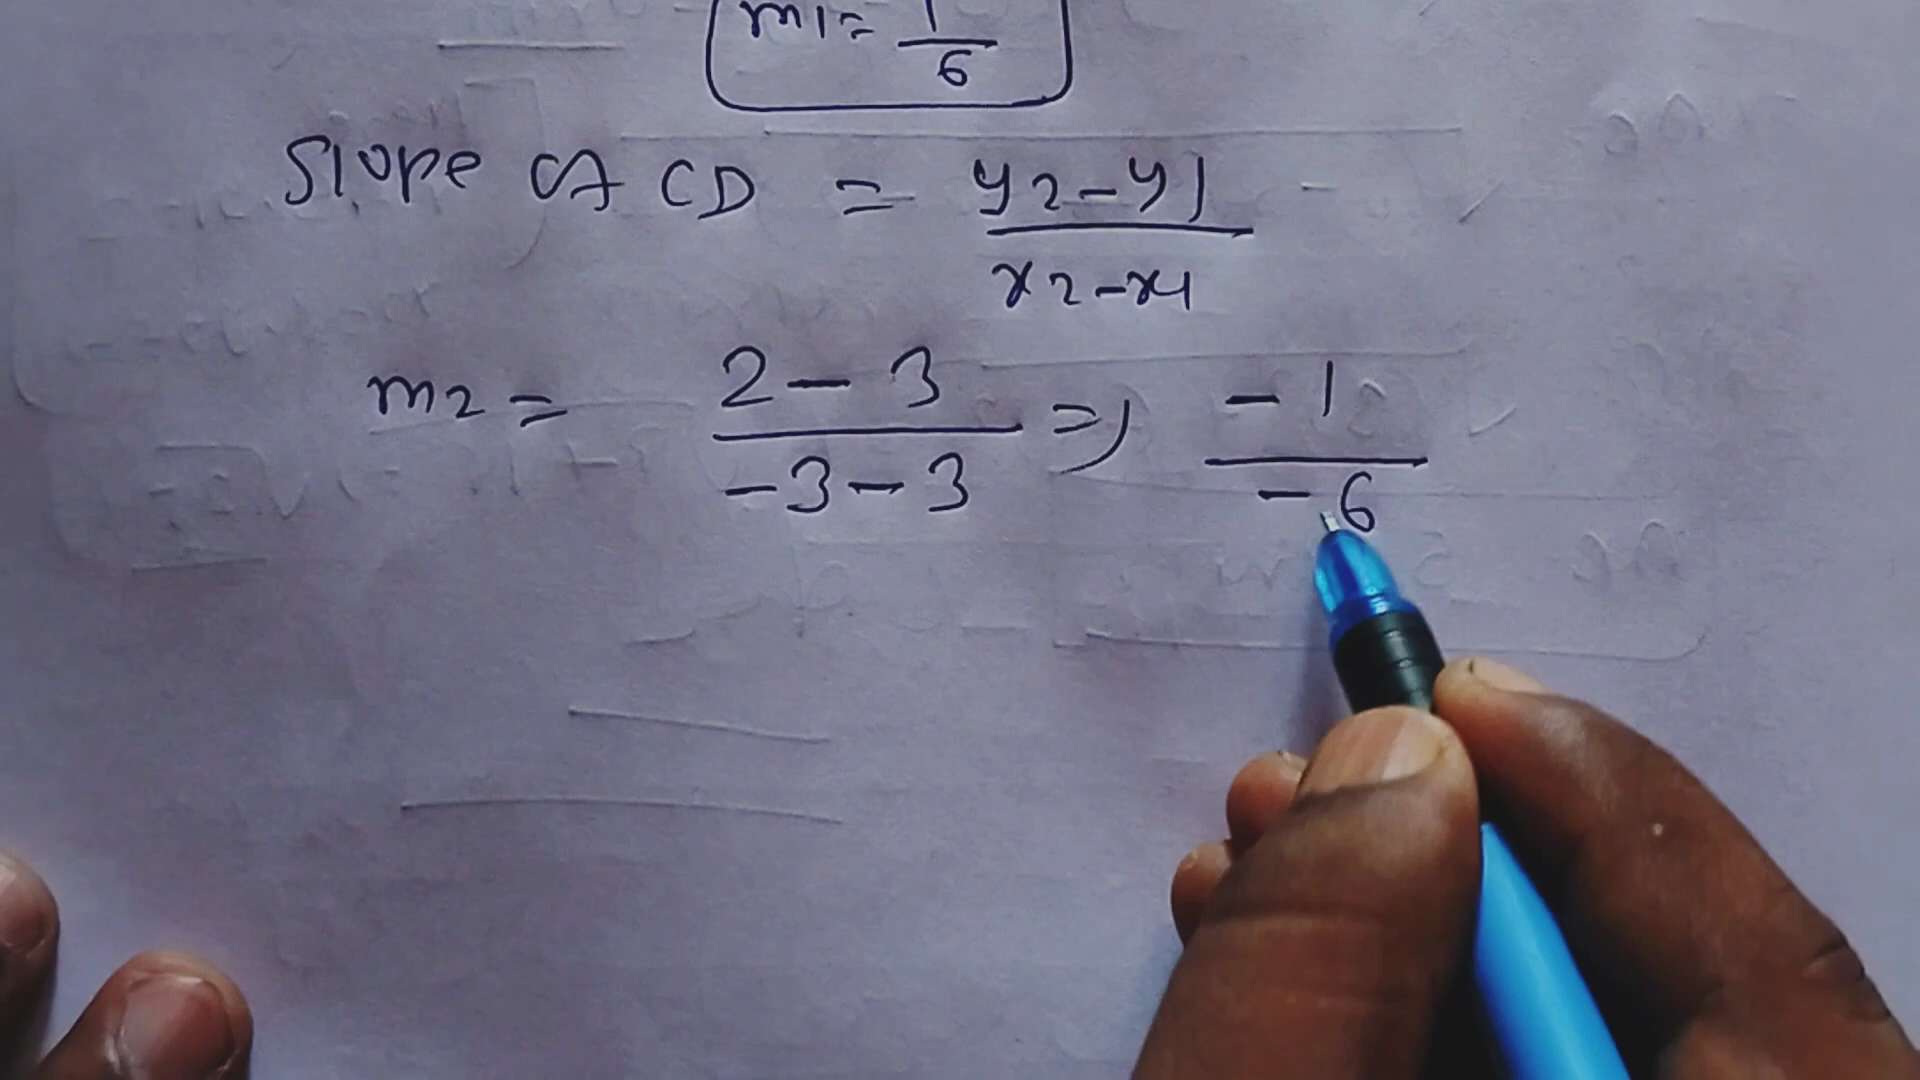 m1 = 1/6
Slope of CD = y2-y1/x2-x1
m2 = 2-3/-3-3 => -1/-6